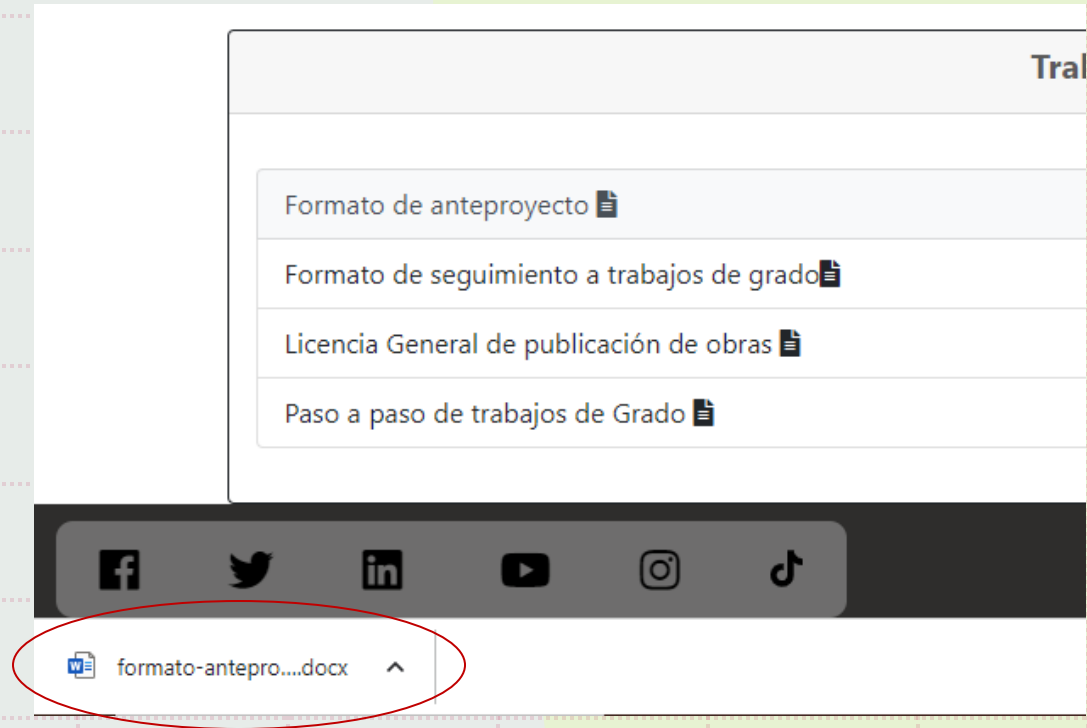 Formato de anteproyecto
Formato de seguimiento a trabajos de grado
Licencia General de publicación de obras
Paso a paso de trabajos de Grado
formato-antepro....docx